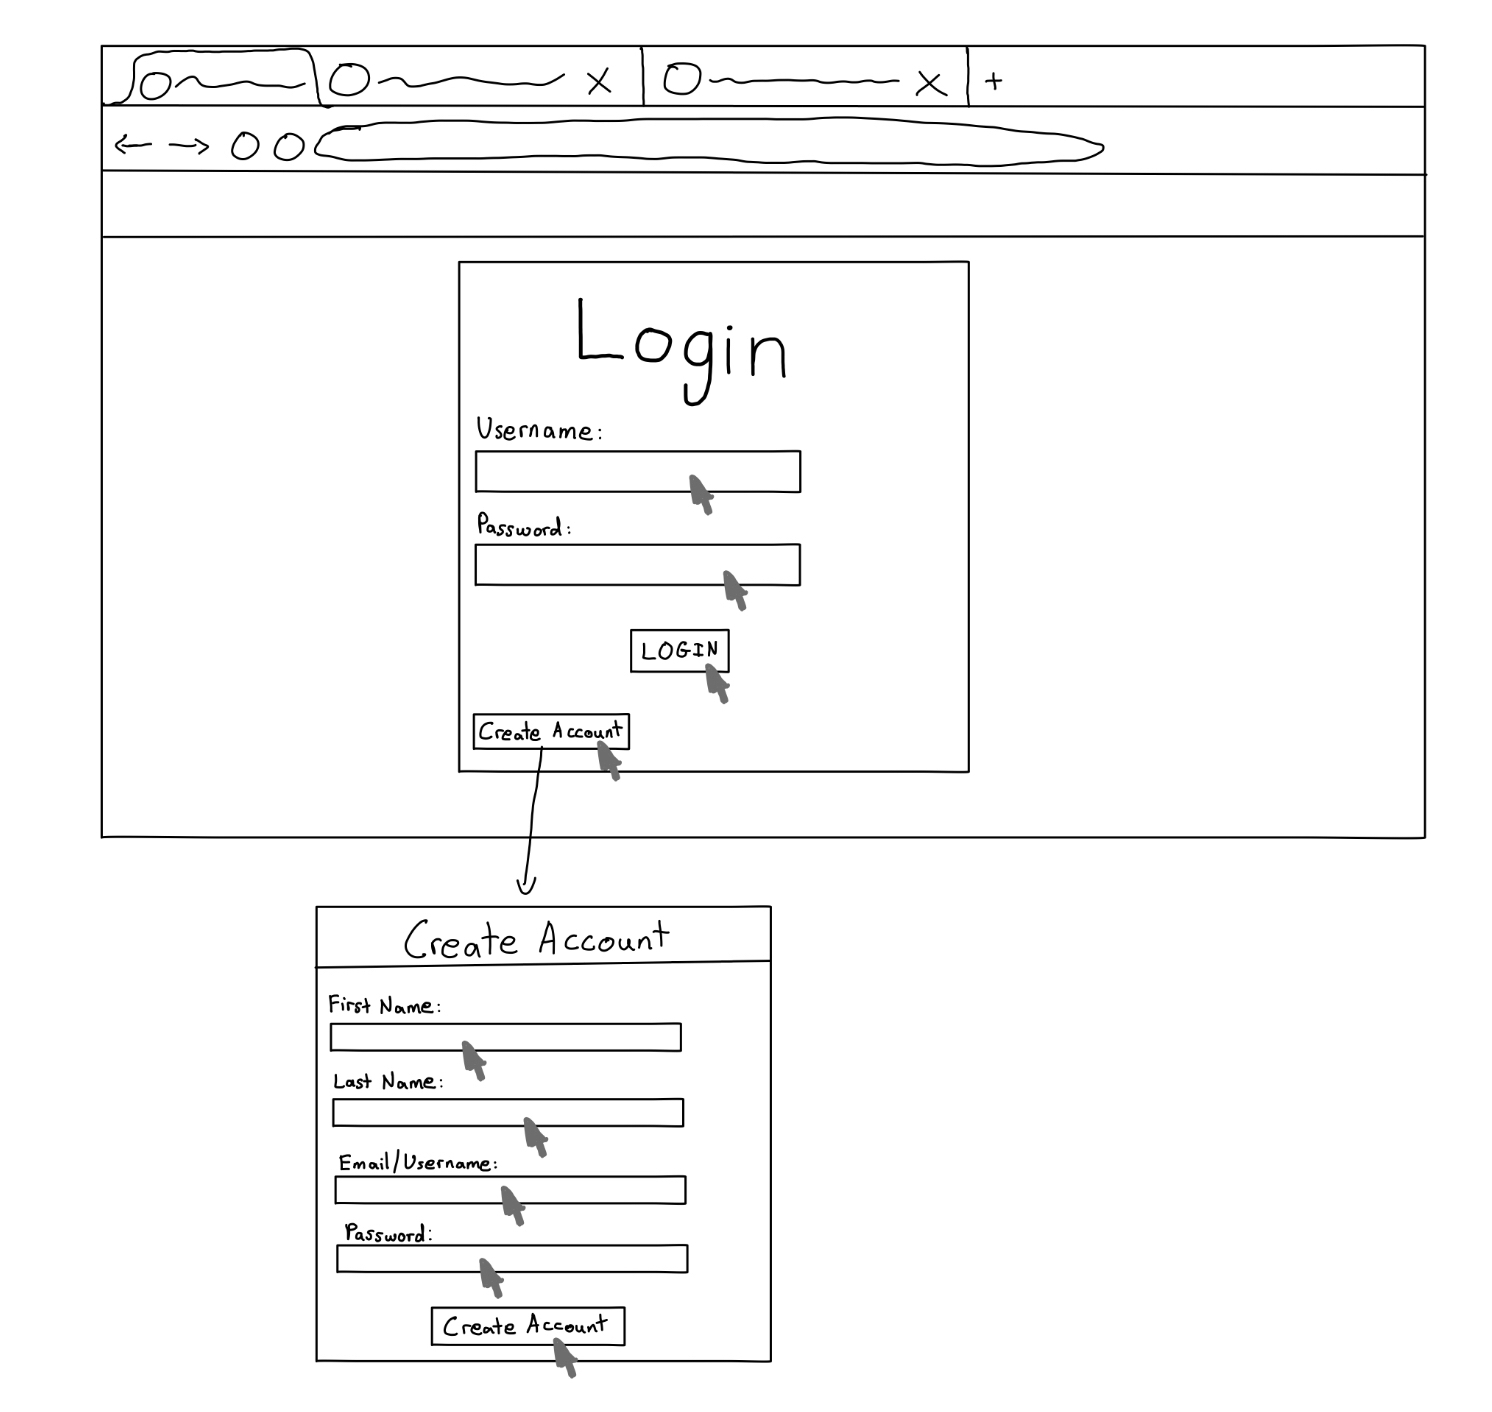 Login
Username:
Password:
LOGIN
Create Account
Create Account
First Name:
Last Name:
Email/Username:
Password:
Create Account